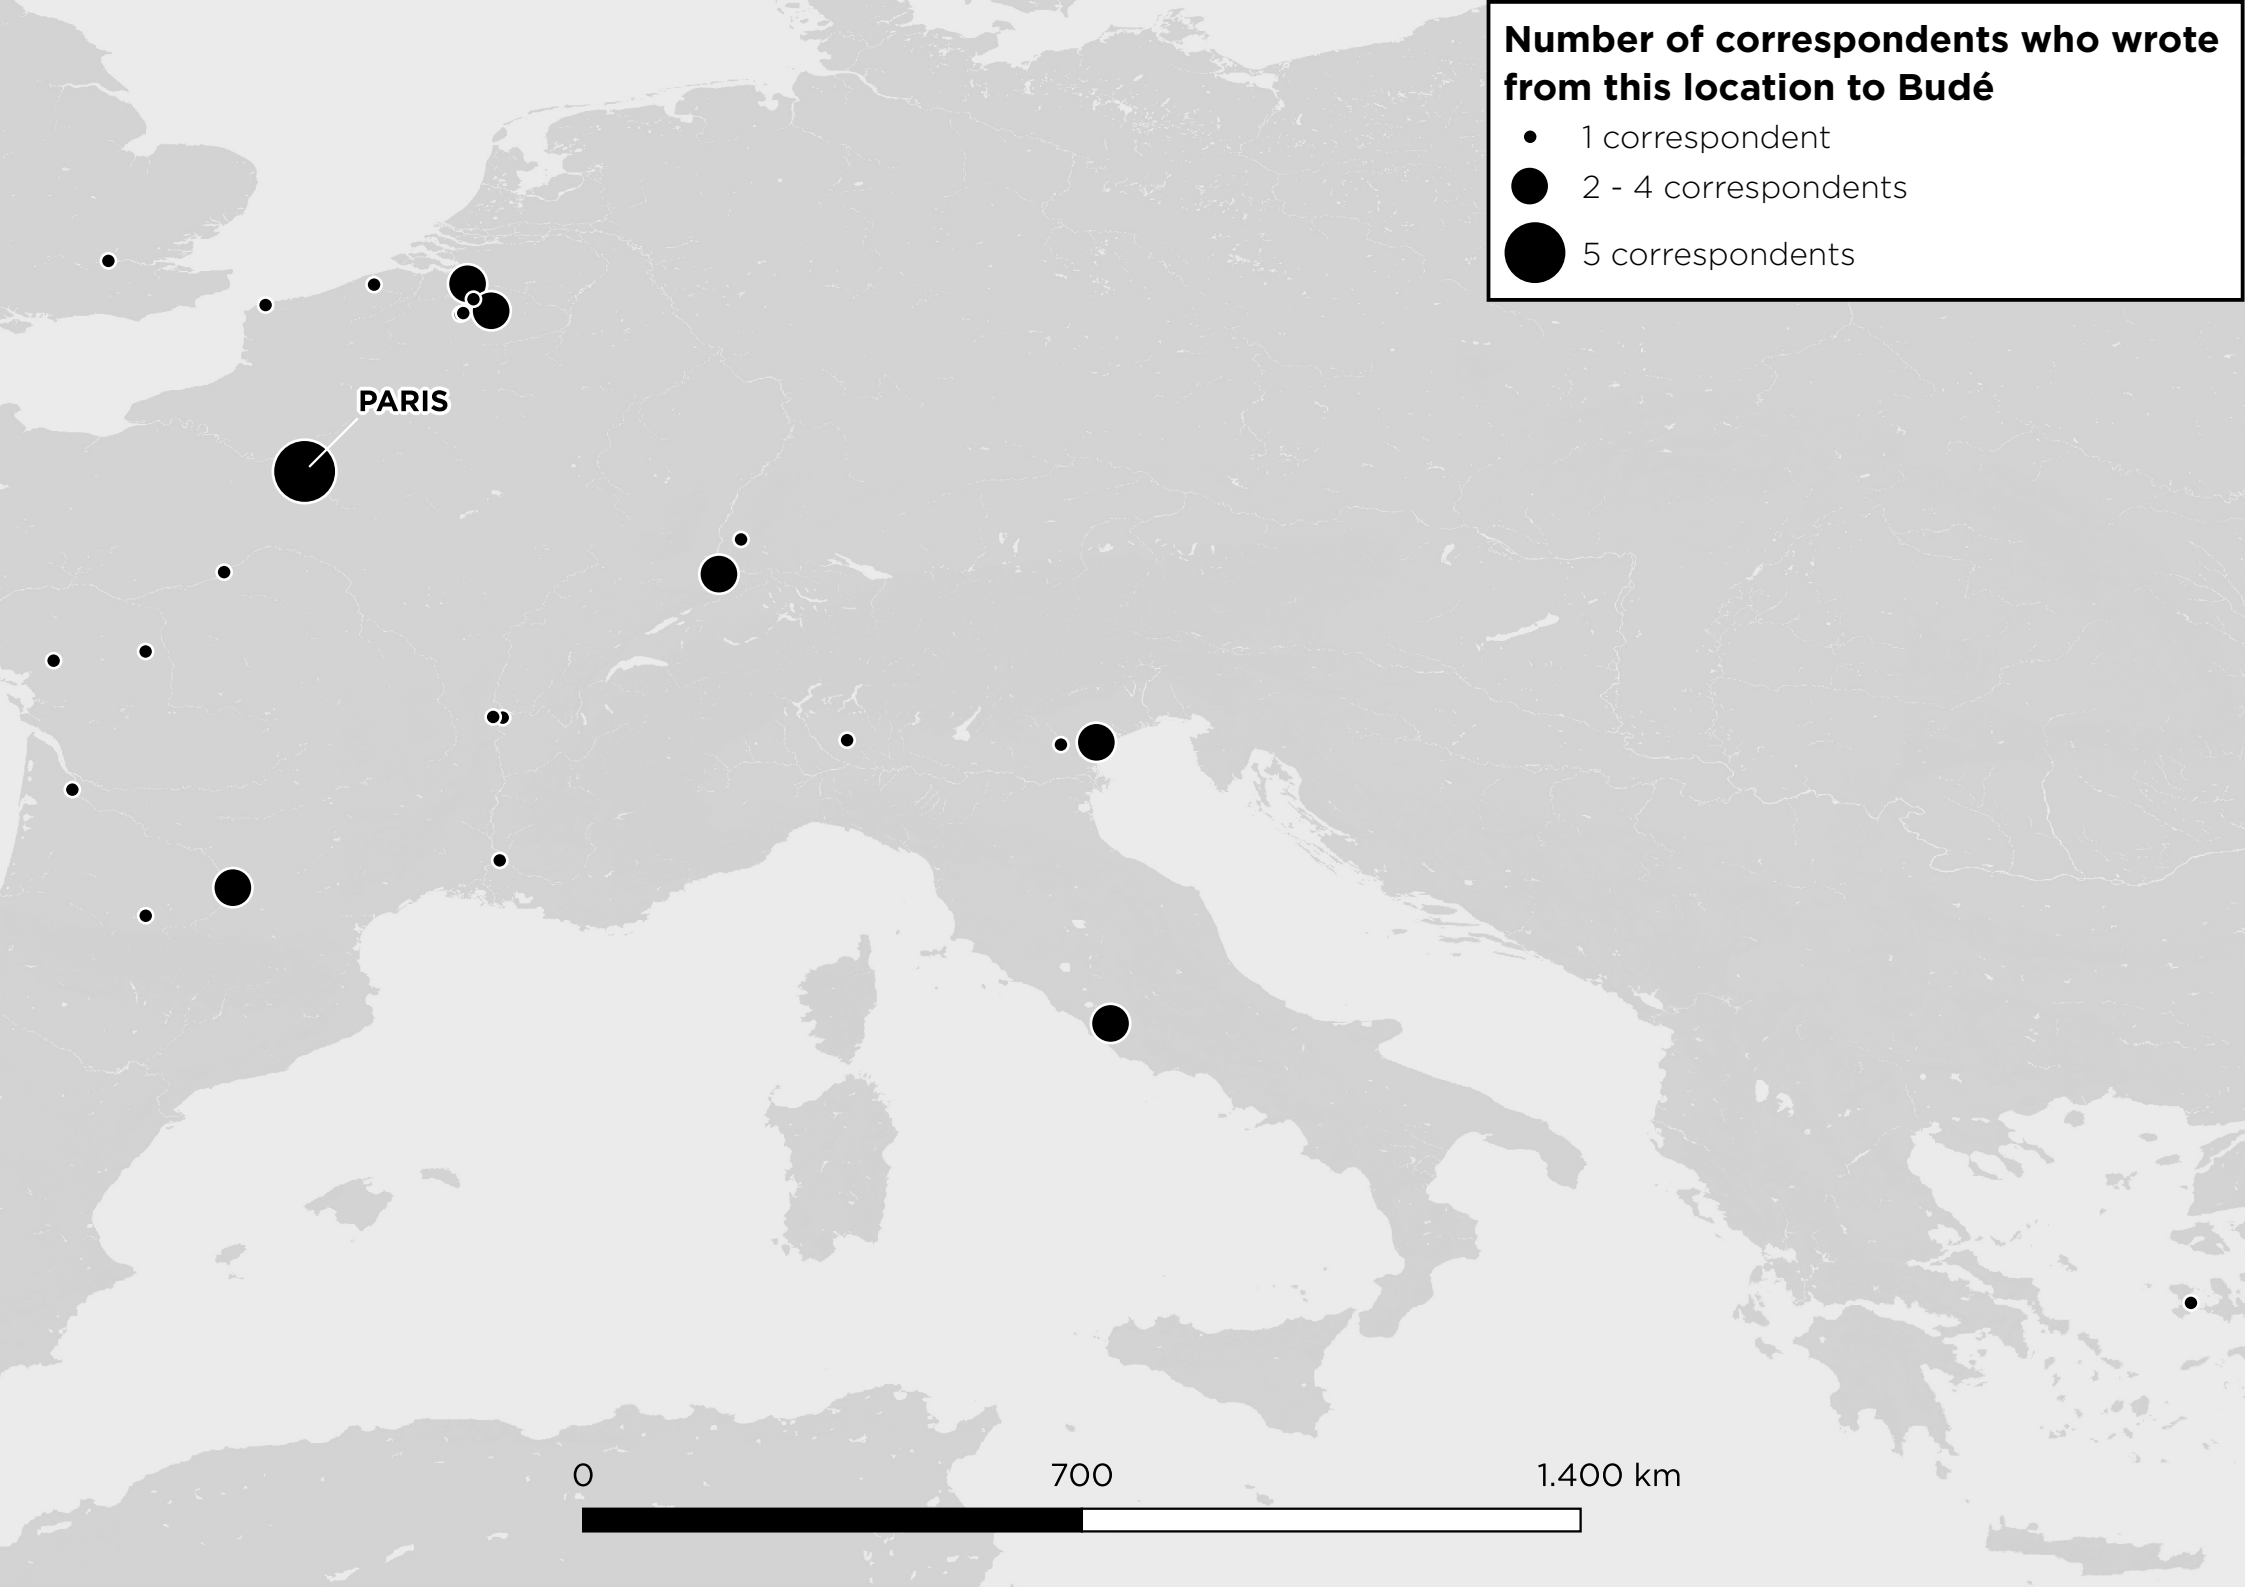 Number of correspondents who wrote
from this location to Budé
1 correspondent
2 - 4 correspondents
5 correspondents
PARIS
0 700 1.400 km